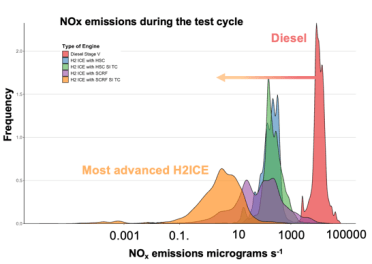 NOx emissions during the test cycle
Diesel
Type of Engine
Diesel Stage V
H2 ICE with HSC
H2 ICE with HSC SI TC
H2 ICE with SCRF
H2 ICE with SCRF SI TC
Frequency
2.0
1.5
1.0
0.5
0.0
Most advanced H2ICE
0.001 0.1. 10 1000 100000
NOₓ emissions micrograms s⁻¹